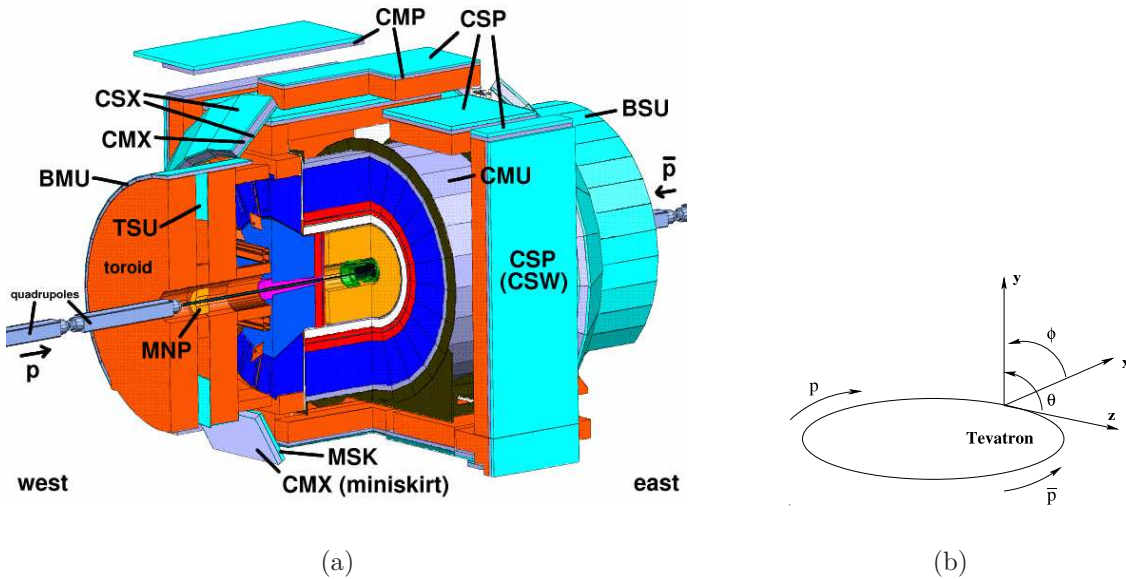 CMP
CSP
CSX
CMX
BSU
p̅
BMU
CMU
TSU
toroid
CSP
(CSW)
quadrupoles
MNP
p
MSK
CMX (miniskirt)
west
east
(a)
y
ϕ
x
p
θ
z
Tevatron
p̅
(b)